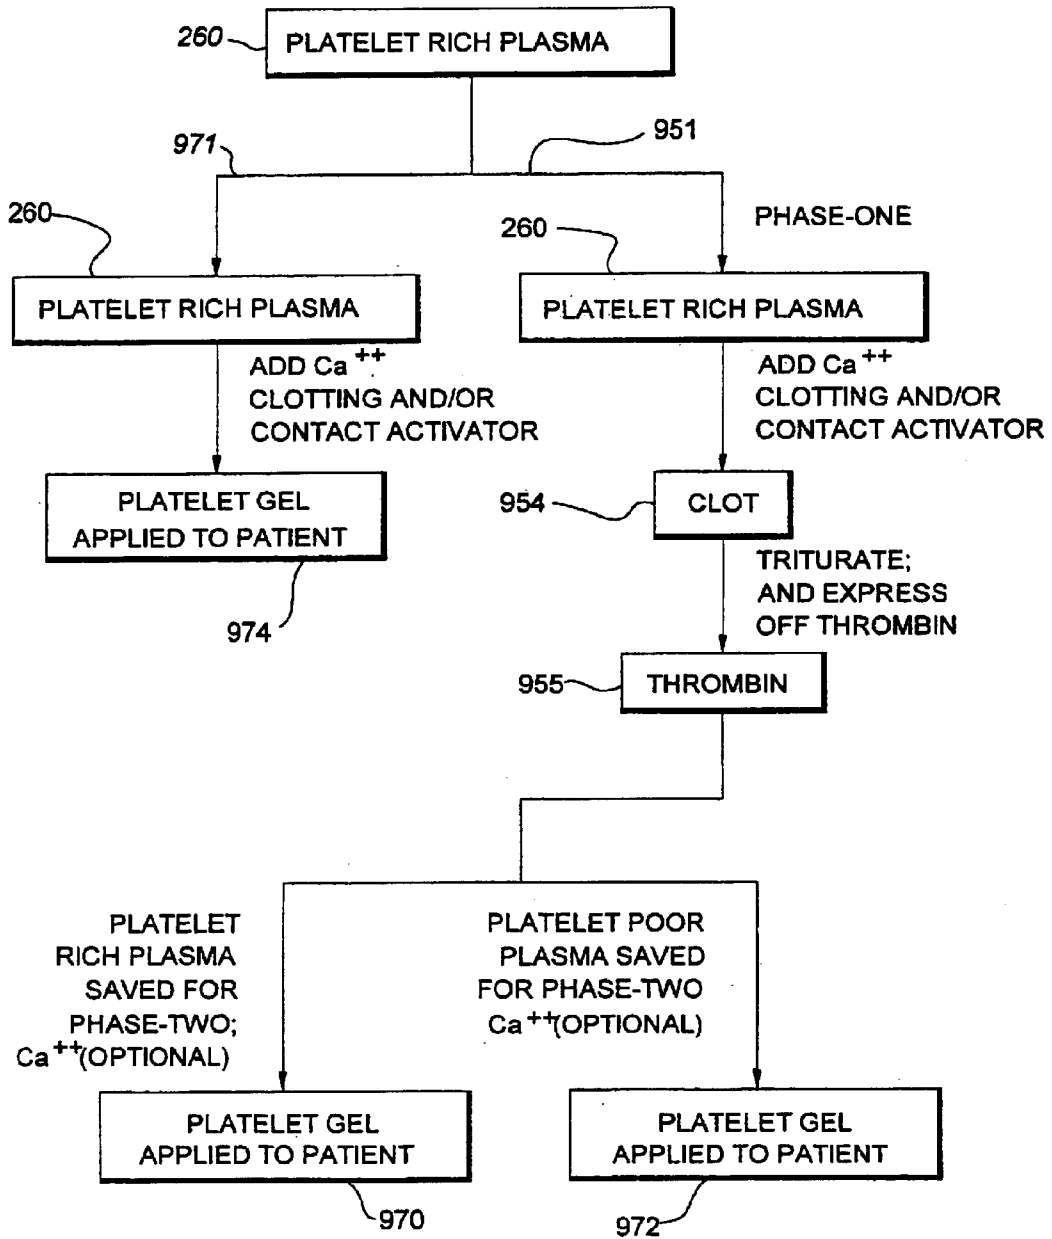 260
PLATELET RICH PLASMA
971
951
260
PHASE-ONE
260
PLATELET RICH PLASMA
PLATELET RICH PLASMA
ADD Ca++
CLOTTING AND/OR
CONTACT ACTIVATOR
ADD Ca++
CLOTTING AND/OR
CONTACT ACTIVATOR
PLATELET GEL
APPLIED TO PATIENT
974
954
CLOT
TRITURATE;
AND EXPRESS
OFF THROMBIN
955
THROMBIN
PLATELET
RICH PLASMA
SAVED FOR
PHASE-TWO;
Ca++(OPTIONAL)
PLATELET POOR
PLASMA SAVED
FOR PHASE-TWO
Ca++(OPTIONAL)
PLATELET GEL
APPLIED TO PATIENT
970
PLATELET GEL
APPLIED TO PATIENT
972